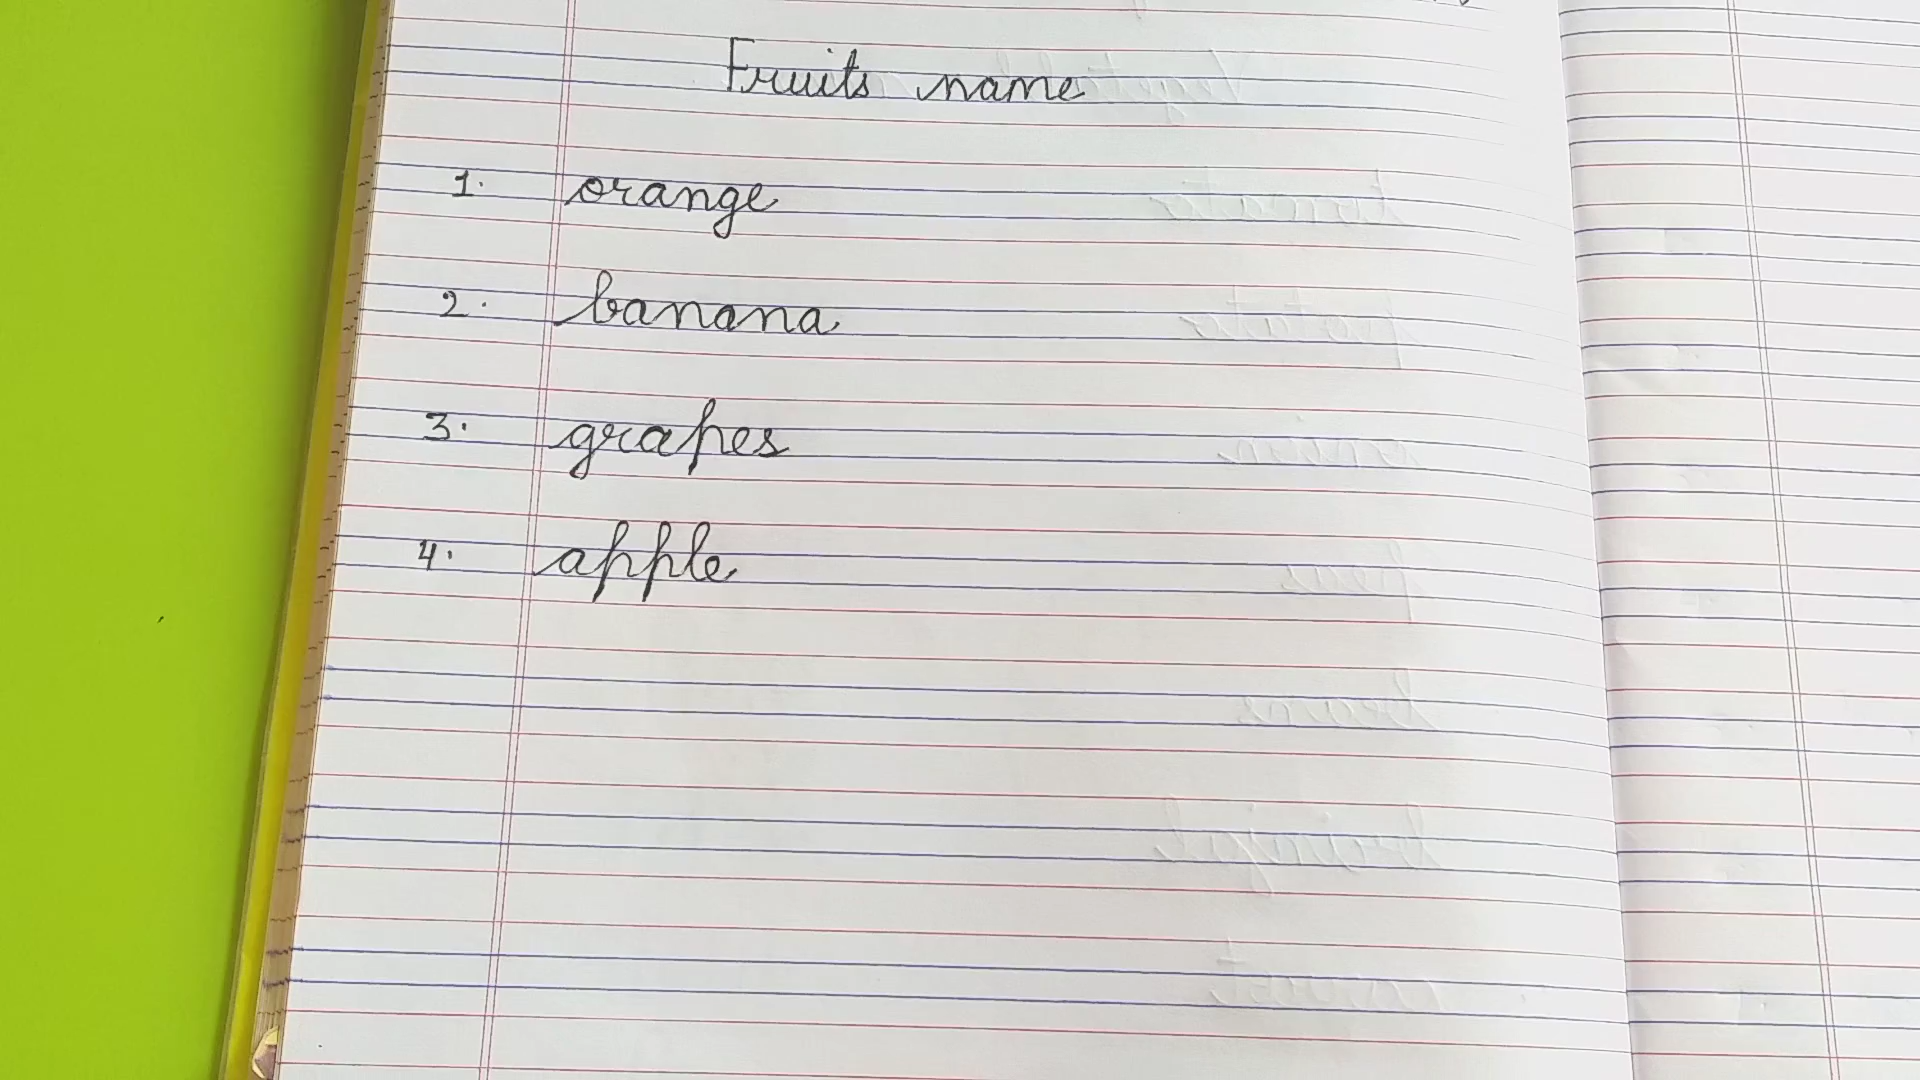 Fruits name
1. orange
2. banana
3. grapes
4. apple